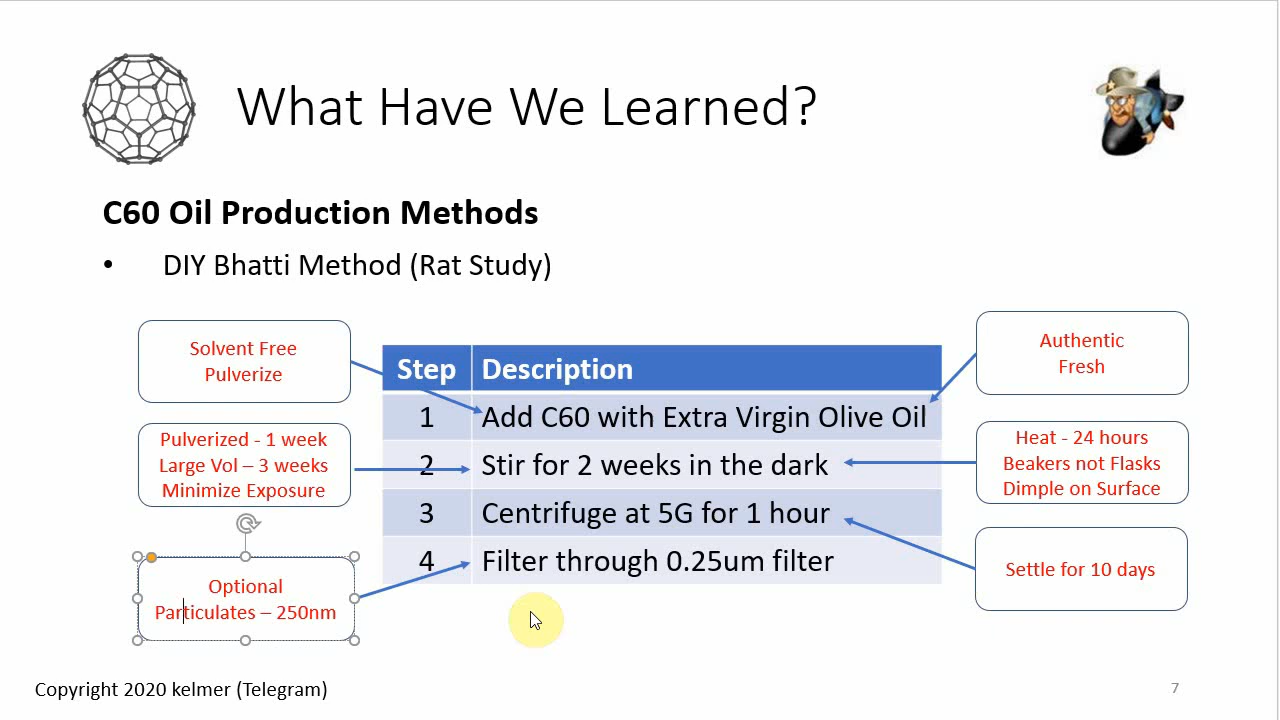 What Have We Learned?
C60 Oil Production Methods
• DIY Bhatti Method (Rat Study)
Solvent Free
Pulverize
Pulverized - 1 week
Large Vol – 3 weeks
Minimize Exposure
Optional
Particulates – 250nm
Step Description
1 Add C60 with Extra Virgin Olive Oil
2 Stir for 2 weeks in the dark
3 Centrifuge at 5G for 1 hour
4 Filter through 0.25um filter
Authentic
Fresh
Heat - 24 hours
Beakers not Flasks
Dimple on Surface
Settle for 10 days
Copyright 2020 kelmer (Telegram)
7